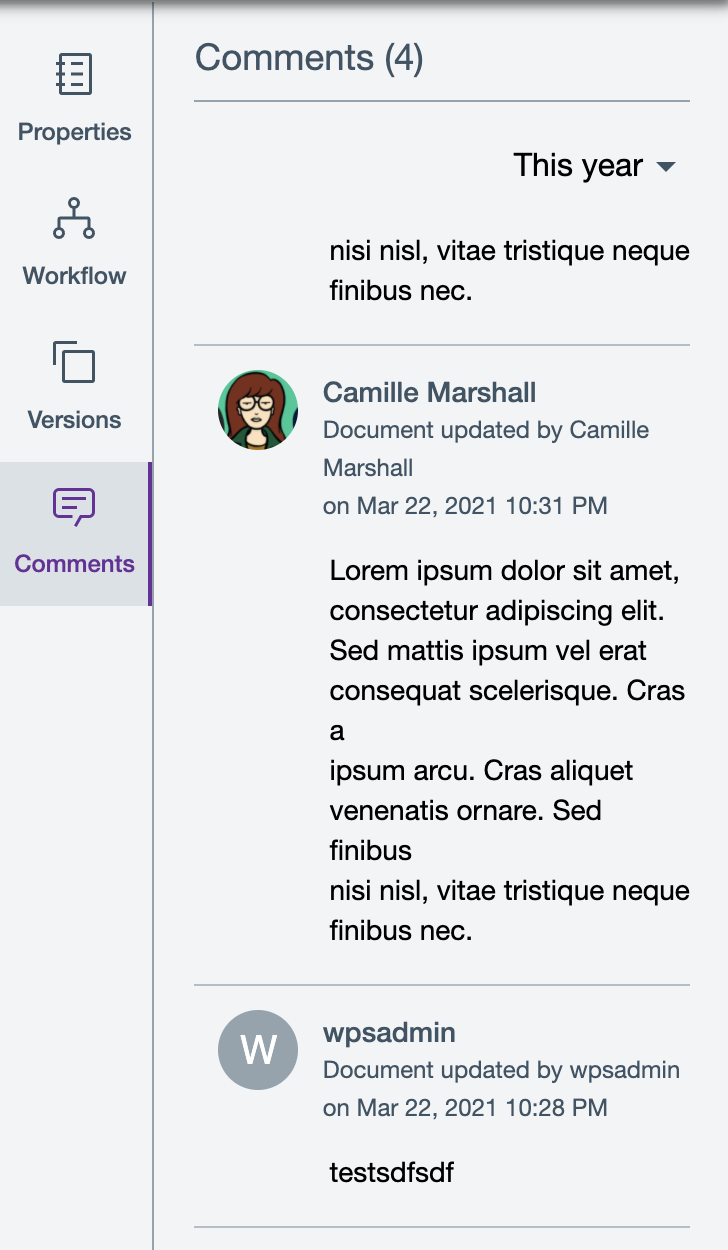 Properties
Workflow
Versions
Comments
Comments (4)
This year
nisi nisl, vitae tristique neque
finibus nec.
Camille Marshall
Document updated by Camille
Marshall
on Mar 22, 2021 10:31 PM
Lorem ipsum dolor sit amet,
consectetur adipiscing elit.
Sed mattis ipsum vel erat
consequat scelerisque. Cras
a
ipsum arcu. Cras aliquet
venenatis ornare. Sed
finibus
nisi nisl, vitae tristique neque
finibus nec.
W
wpsadmin
Document updated by wpsadmin
on Mar 22, 2021 10:28 PM
testsdfsdf